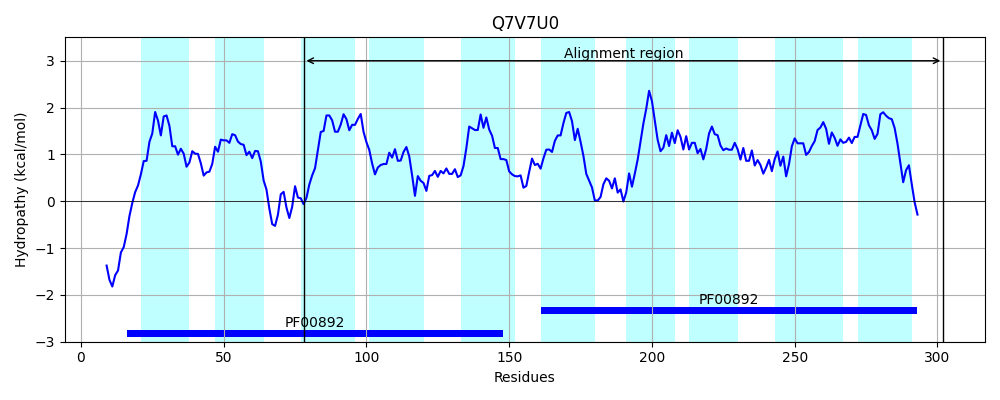 Q7V7U0
Alignment region
PF00892
PF00892
Hydropathy (kcal/mol)
3
2
1
0
−1
−2
−3
0 50 100 150 200 250 300
Residues